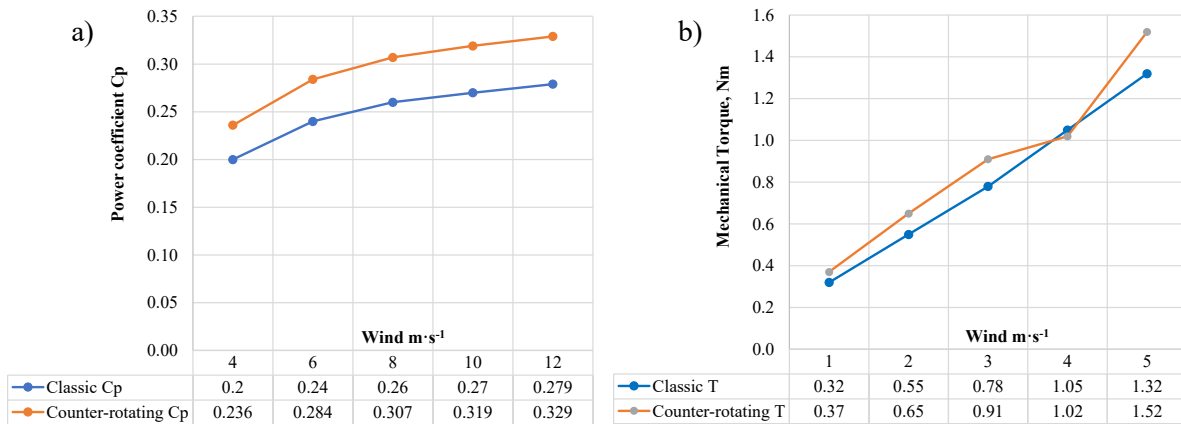 a)
Power coefficient Cp
0.35
0.30
0.25
0.20
0.15
0.10
0.05
0.00
Wind m·s⁻¹
4 6 8 10 12
Classic Cp 0.2 0.24 0.26 0.27 0.279
Counter-rotating Cp 0.236 0.284 0.307 0.319 0.329
b)
Mechanical Torque, Nm
1.6
1.4
1.2
1.0
0.8
0.6
0.4
0.2
0.0
Wind m·s⁻¹
1 2 3 4 5
Classic T 0.32 0.55 0.78 1.05 1.32
Counter-rotating T 0.37 0.65 0.91 1.02 1.52